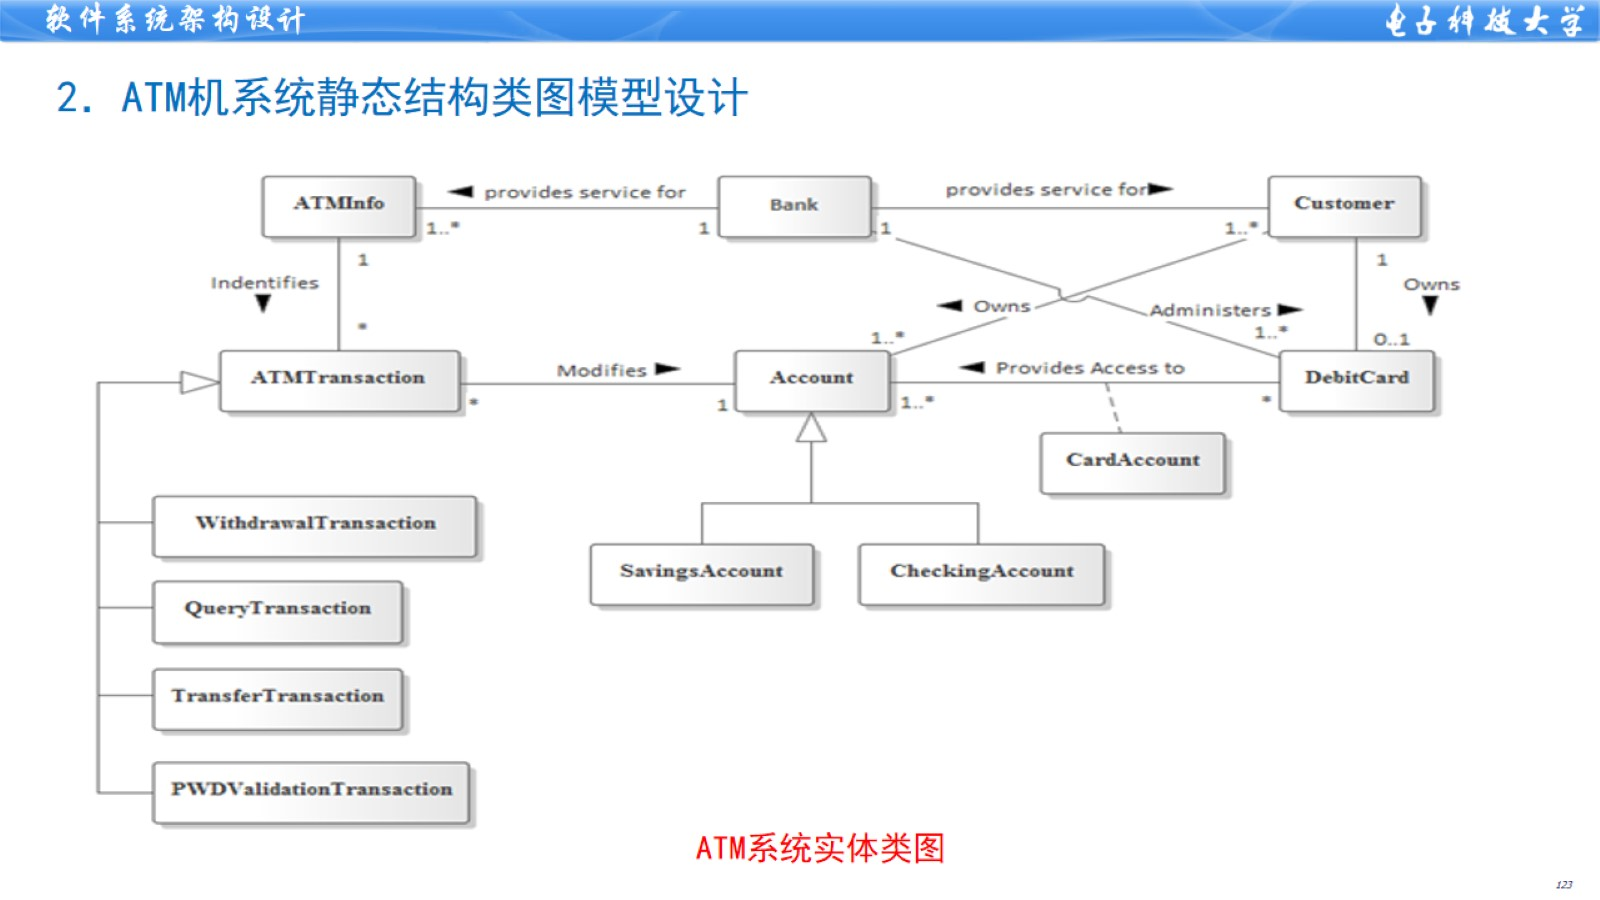 软件系统架构设计
电子科技大学
2. ATM机系统静态结构类图模型设计
ATMInfo
provides service for
Bank
provides service for
Customer
1..*
1
1
1..*
1
Indentifies
*
Owns
Administers
1
Owns
1..*
1..*
0..1
ATMTransaction
Modifies
Account
Provides Access to
DebitCard
*
1
1..*
*
CardAccount
WithdrawalTransaction
SavingsAccount
CheckingAccount
QueryTransaction
TransferTransaction
PWDValidationTransaction
ATM系统实体类图
123